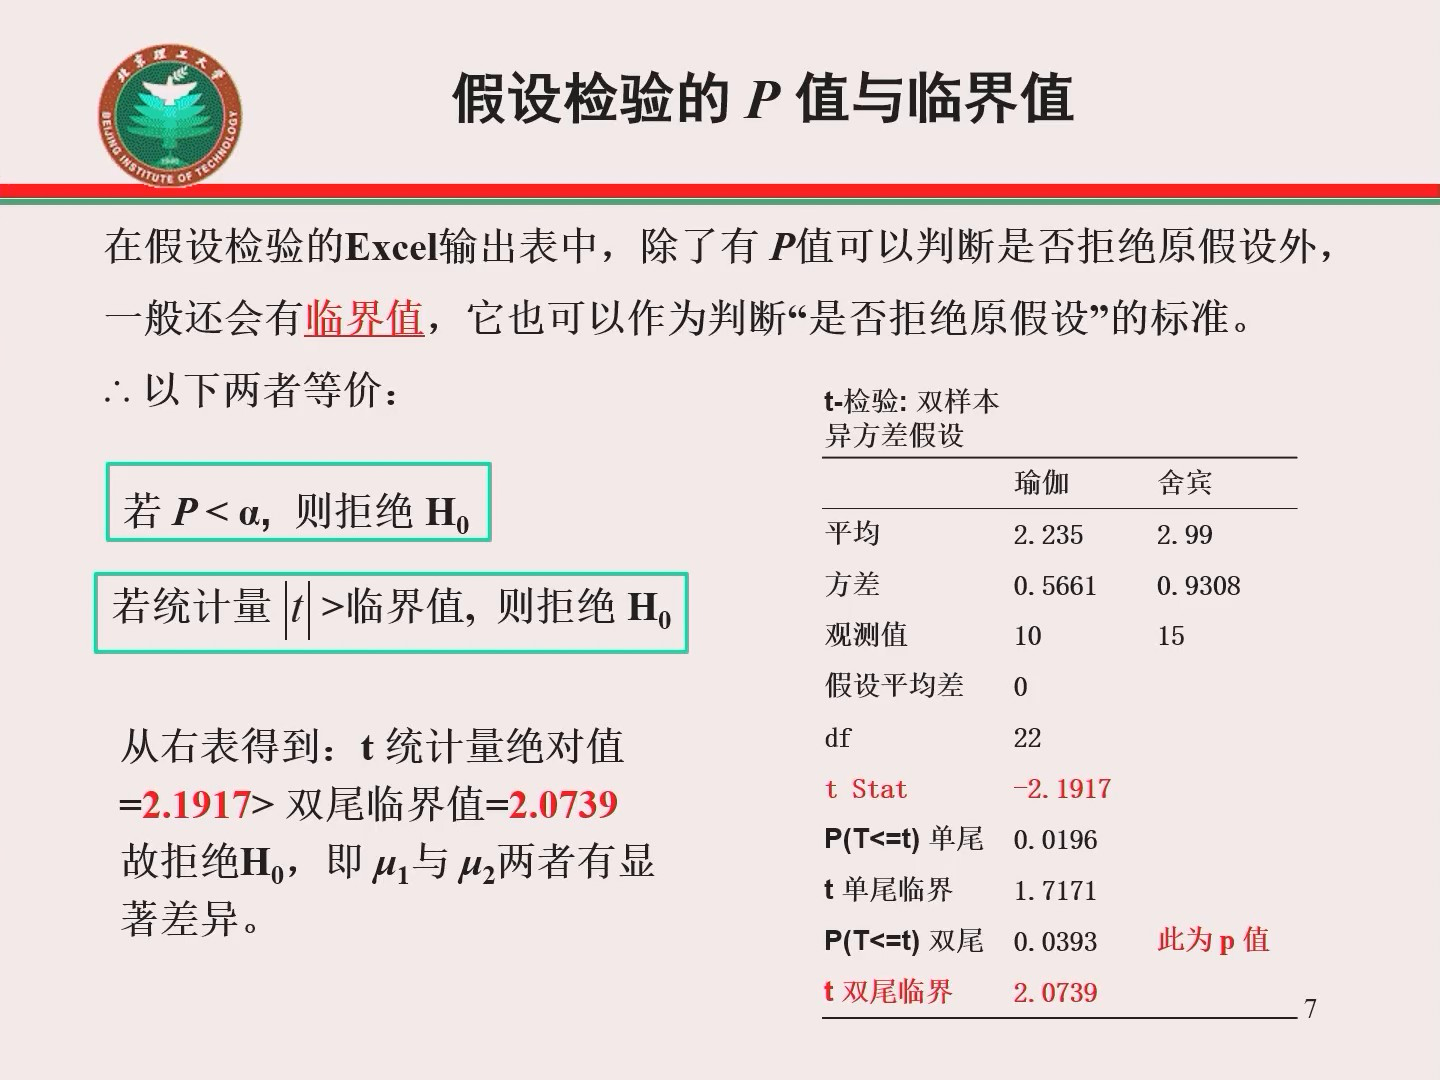 北京理工大学
BEIJING INSTITUTE OF TECHNOLOGY
1940
假设检验的 P 值与临界值
在假设检验的Excel输出表中，除了有 P值可以判断是否拒绝原假设外，
一般还会有临界值，它也可以作为判断“是否拒绝原假设”的标准。
∴ 以下两者等价：
若 P < α, 则拒绝 H0
若统计量 |t| >临界值, 则拒绝 H0
从右表得到：t 统计量绝对值
=2.1917> 双尾临界值=2.0739
故拒绝H0，即 μ1与 μ2两者有显
著差异。
t-检验: 双样本
异方差假设
瑜伽 舍宾
平均 2.235 2.99
方差 0.5661 0.9308
观测值 10 15
假设平均差 0
df 22
t Stat -2.1917
P(T<=t) 单尾 0.0196
t 单尾临界 1.7171
P(T<=t) 双尾 0.0393 此为 p 值
t 双尾临界 2.0739
7